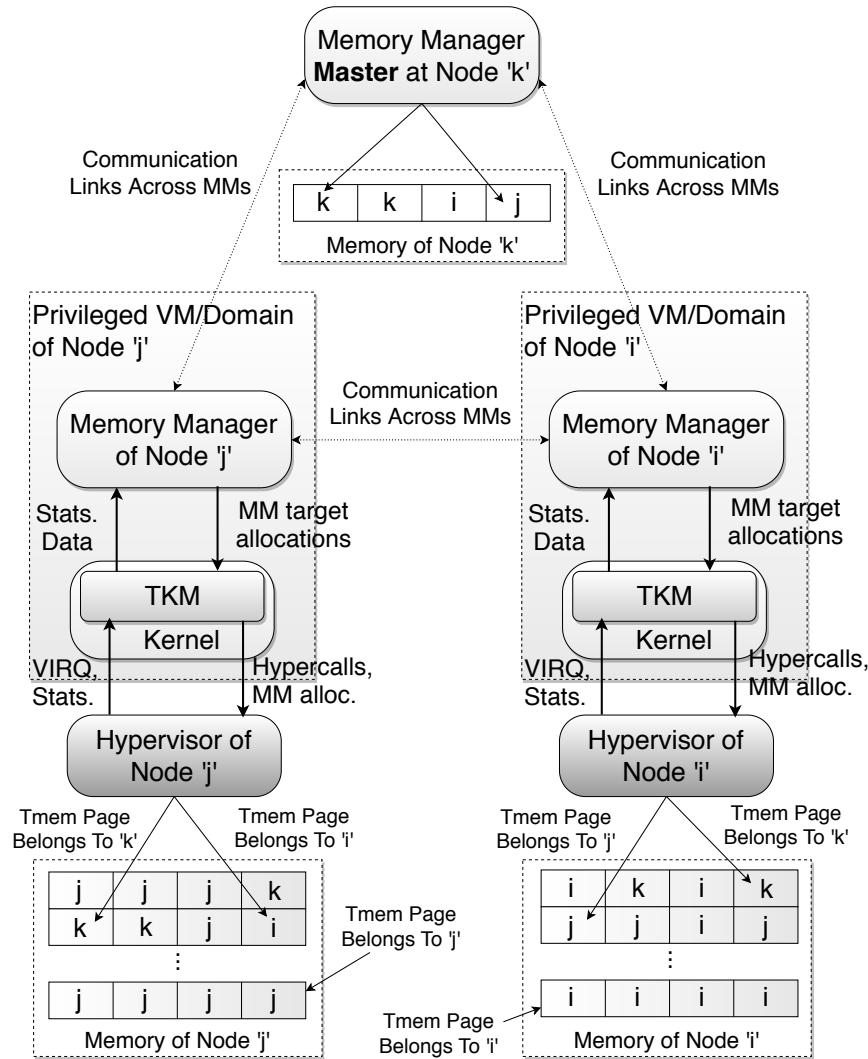 Memory Manager
Master at Node 'k'
Communication
Links Across MMs
Communication
Links Across MMs
k k i j
Memory of Node 'k'
Privileged VM/Domain
of Node 'j'
Privileged VM/Domain
of Node 'i'
Communication
Links Across MMs
Memory Manager
of Node 'j'
Memory Manager
of Node 'i'
Stats.
Data
MM target
allocations
Stats.
Data
MM target
allocations
TKM
Kernel
TKM
Kernel
VIRQ,
Stats.
Hypercalls,
MM alloc.
VIRQ,
Stats.
Hypercalls,
MM alloc.
Hypervisor of
Node 'j'
Hypervisor of
Node 'i'
Tmem Page
Belongs To 'k'
Tmem Page
Belongs To 'i'
Tmem Page
Belongs To 'j'
Tmem Page
Belongs To 'k'
j j j k
k k j i
⋮
j j j j
Memory of Node 'j'
Tmem Page
Belongs To 'j'
i k i k
j j i j
⋮
i i i i
Memory of Node 'i'
Tmem Page
Belongs To 'i'